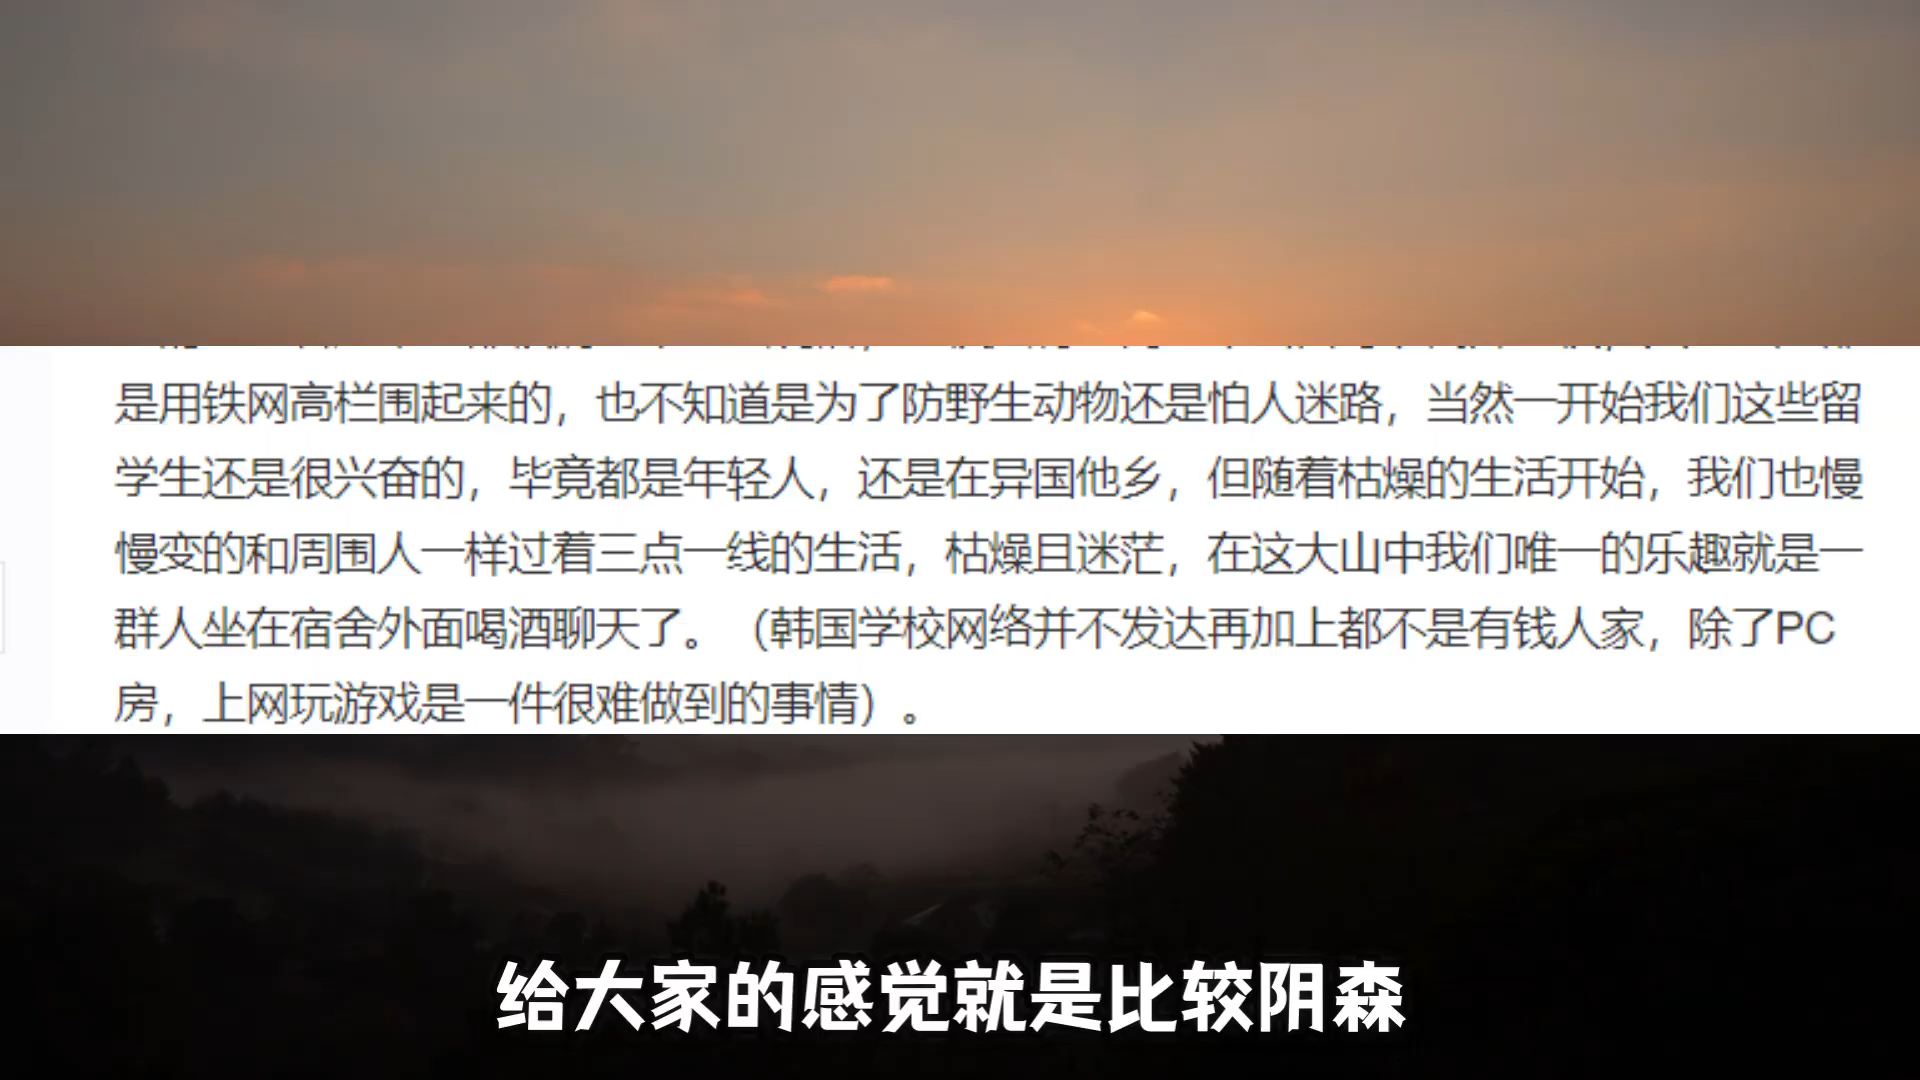 是用铁网高栏围起来的，也不知道是为了防野生动物还是怕人迷路，当然一开始我们这些留
学生还是很兴奋的，毕竟都是年轻人，还是在异国他乡，但随着枯燥的生活开始，我们也慢
慢变的和周围人一样过着三点一线的生活，枯燥且迷茫，在这大山中我们唯一的乐趣就是一
群人坐在宿舍外面喝酒聊天了。（韩国学校网络并不发达再加上都不是有钱人家，除了PC
房，上网玩游戏是一件很难做到的事情）。
给大家的感觉就是比较阴森